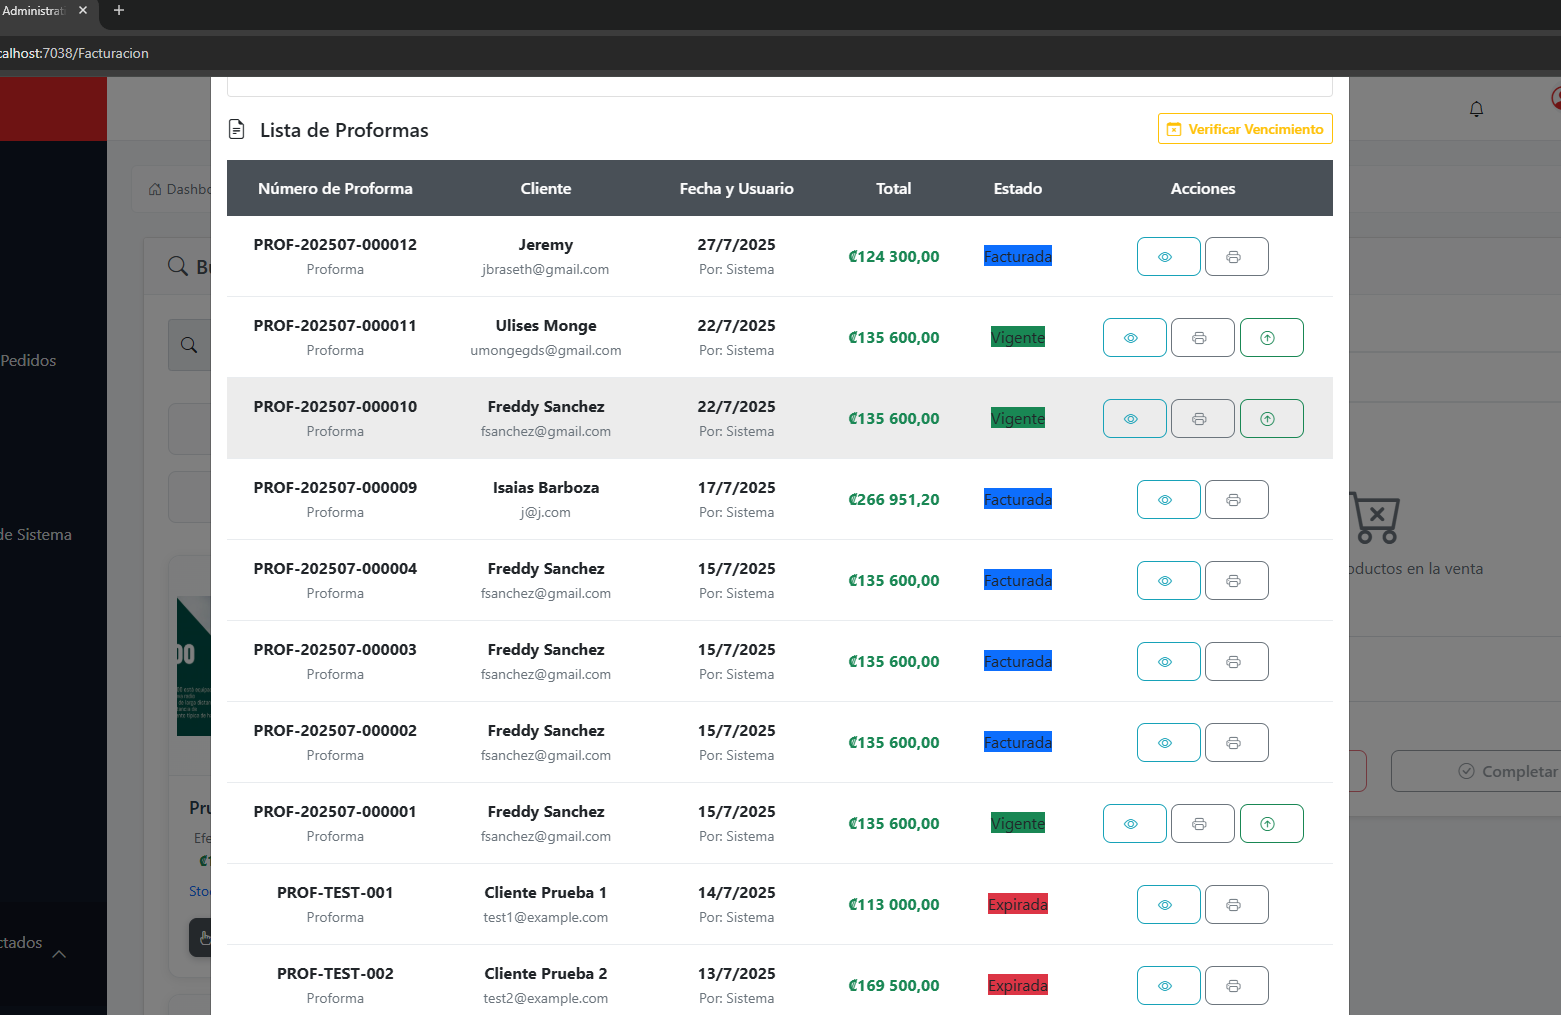 Administrat
calhost:7038/Facturacion
Lista de Proformas
Verificar Vencimiento
Dashbo
Número de Proforma Cliente Fecha y Usuario Total Estado Acciones
PROF-202507-000012 Jeremy 27/7/2025 ₡124 300,00 Facturada
Proforma jbraseth@gmail.com Por: Sistema
Bu
PROF-202507-000011 Ulises Monge 22/7/2025 ₡135 600,00 Vigente
Proforma umongegds@gmail.com Por: Sistema
Pedidos
PROF-202507-000010 Freddy Sanchez 22/7/2025 ₡135 600,00 Vigente
Proforma fsanchez@gmail.com Por: Sistema
PROF-202507-000009 Isaias Barboza 17/7/2025 ₡266 951,20 Facturada
Proforma j@j.com Por: Sistema
de Sistema
PROF-202507-000004 Freddy Sanchez 15/7/2025 ₡135 600,00 Facturada
Proforma fsanchez@gmail.com Por: Sistema
oductos en la venta
PROF-202507-000003 Freddy Sanchez 15/7/2025 ₡135 600,00 Facturada
Proforma fsanchez@gmail.com Por: Sistema
00
PROF-202507-000002 Freddy Sanchez 15/7/2025 ₡135 600,00 Facturada
Proforma fsanchez@gmail.com Por: Sistema
Completar
PROF-202507-000001 Freddy Sanchez 15/7/2025 ₡135 600,00 Vigente
Proforma fsanchez@gmail.com Por: Sistema
Pru
Efe
₡1
Stoc
PROF-TEST-001 Cliente Prueba 1 14/7/2025 ₡113 000,00 Expirada
Proforma test1@example.com Por: Sistema
ctados
PROF-TEST-002 Cliente Prueba 2 13/7/2025 ₡169 500,00 Expirada
Proforma test2@example.com Por: Sistema